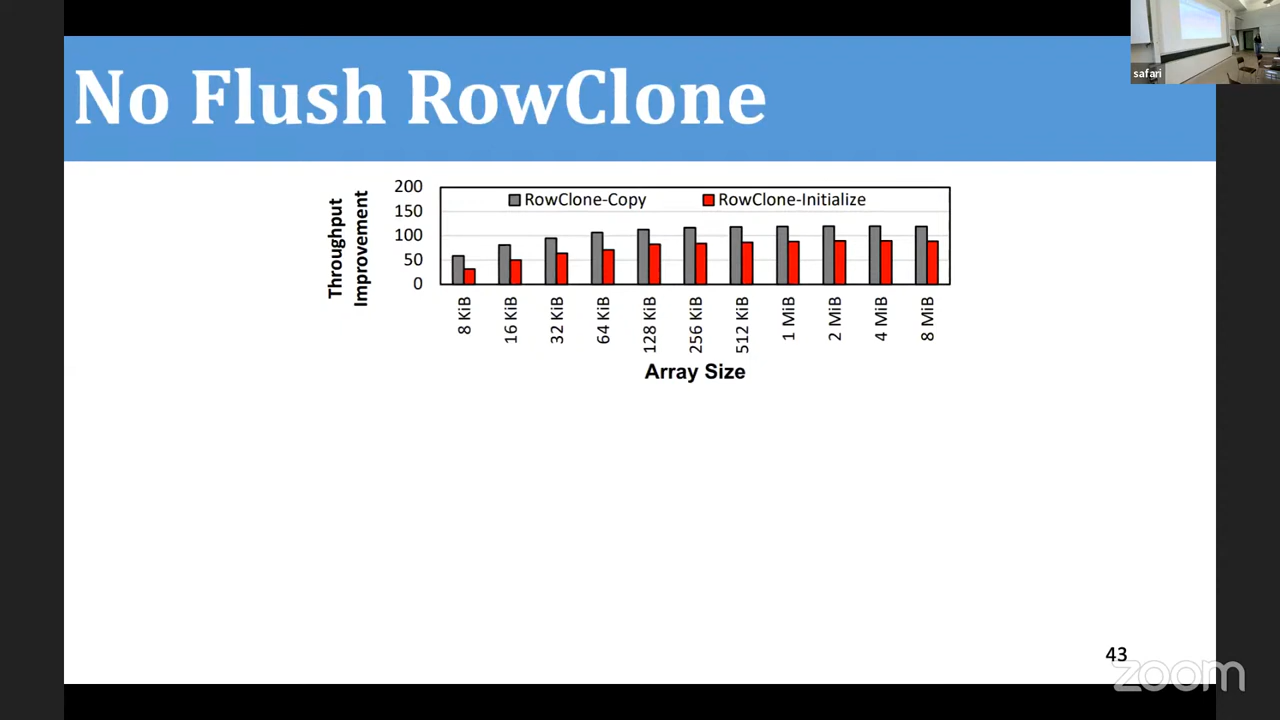 No Flush RowClone
safari
Throughput
Improvement
200
150
100
50
0
RowClone-Copy
RowClone-Initialize
8 KiB
16 KiB
32 KiB
64 KiB
128 KiB
256 KiB
512 KiB
1 MiB
2 MiB
4 MiB
8 MiB
Array Size
43
zoom